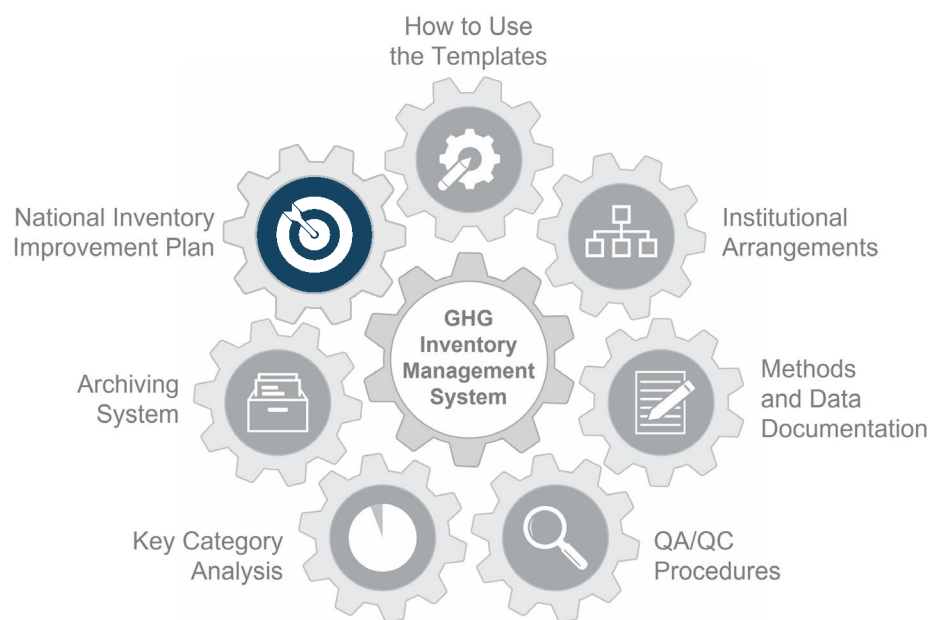 How to Use
the Templates
National Inventory
Improvement Plan
Institutional
Arrangements
GHG
Inventory
Management
System
Archiving
System
Methods
and Data
Documentation
Key Category
Analysis
QA/QC
Procedures